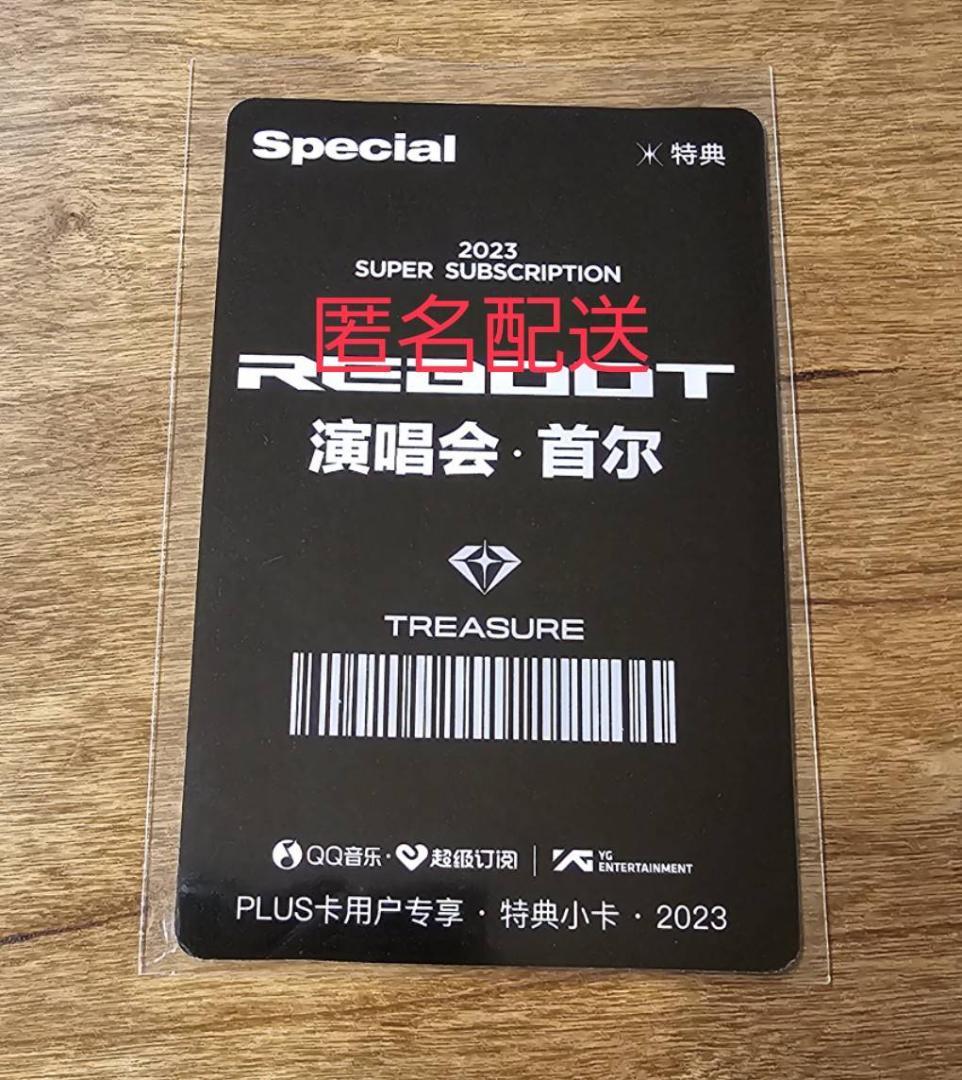 Special
特典
2023
SUPER SUBSCRIPTION
匿名配送
REBOOT
演唱会·首尔
TREASURE
QQ音乐·超级订阅 | YG ENTERTAINMENT
PLUS卡用户专享·特典小卡·2023